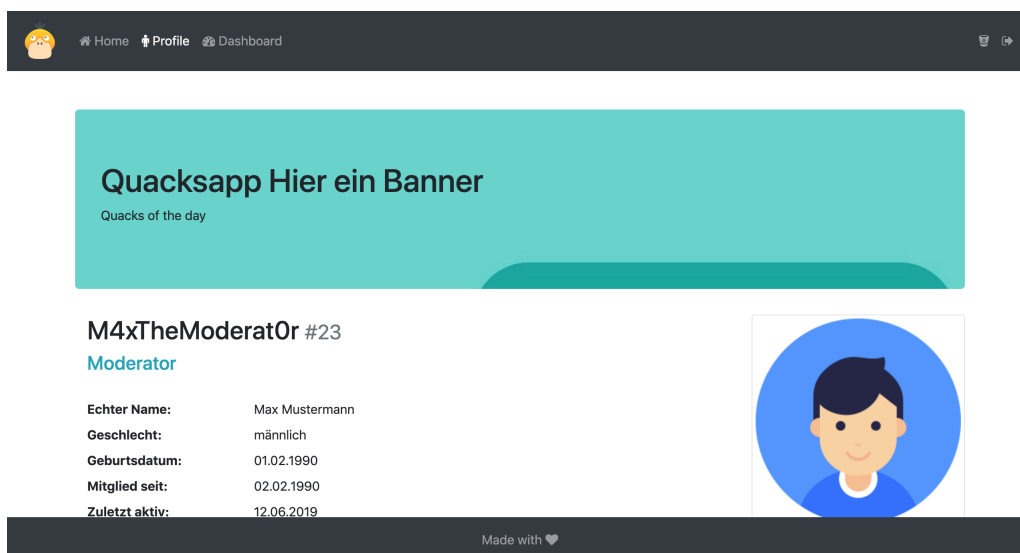 Home Profile Dashboard
Quacksapp Hier ein Banner
Quacks of the day
M4xTheModerat0r #23
Moderator
Echter Name: Max Mustermann
Geschlecht: männlich
Geburtsdatum: 01.02.1990
Mitglied seit: 02.02.1990
Zuletzt aktiv: 12.06.2019
Made with